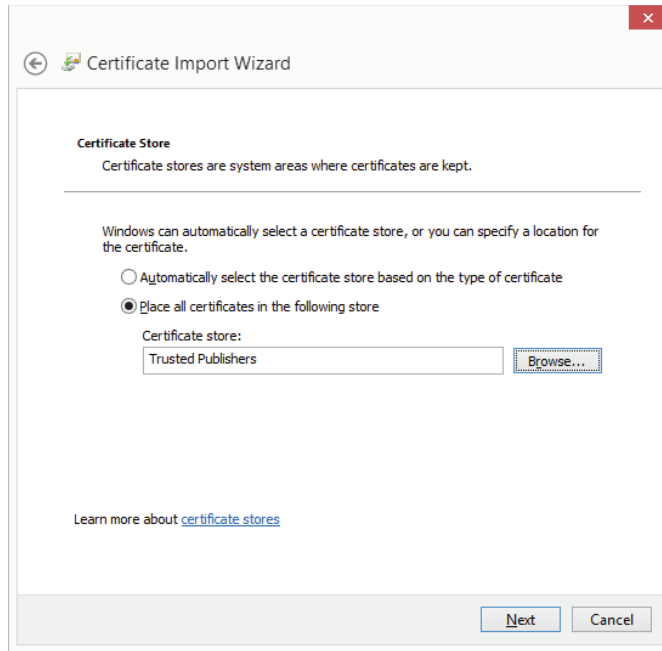 Certificate Import Wizard
Certificate Store
Certificate stores are system areas where certificates are kept.
Windows can automatically select a certificate store, or you can specify a location for
the certificate.
Automatically select the certificate store based on the type of certificate
Place all certificates in the following store
Certificate store:
Trusted Publishers
Browse...
Learn more about certificate stores
Next
Cancel